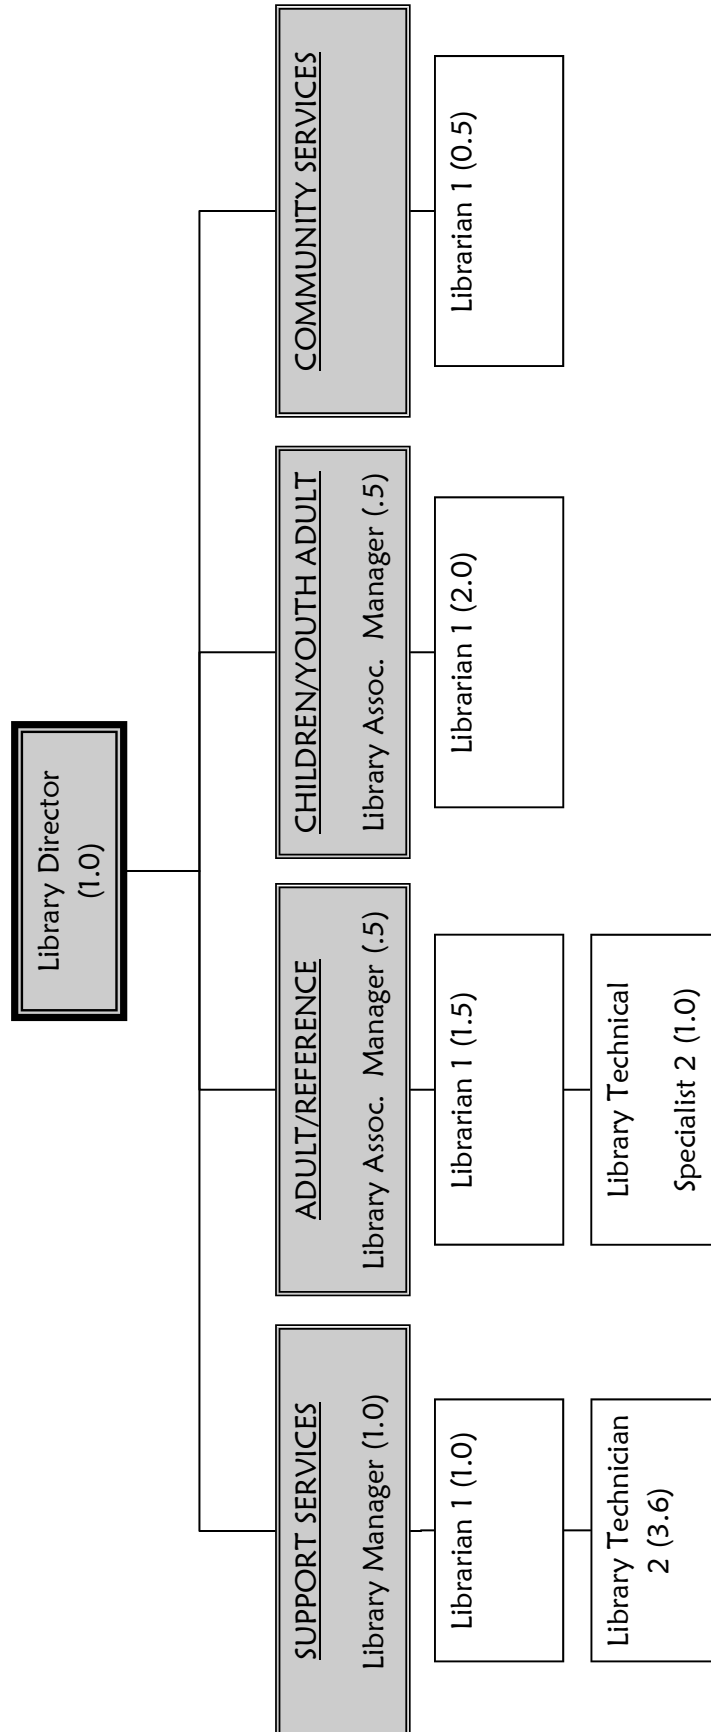 Library Director
(1.0)
SUPPORT SERVICES
Library Manager (1.0)
Librarian 1 (1.0)
Library Technician
2 (3.6)
ADULT/REFERENCE
Library Assoc.  Manager (.5)
Librarian 1 (1.5)
Library Technical
Specialist 2 (1.0)
CHILDREN/YOUTH ADULT
Library Assoc.  Manager (.5)
Librarian 1 (2.0)
COMMUNITY SERVICES
Librarian 1 (0.5)